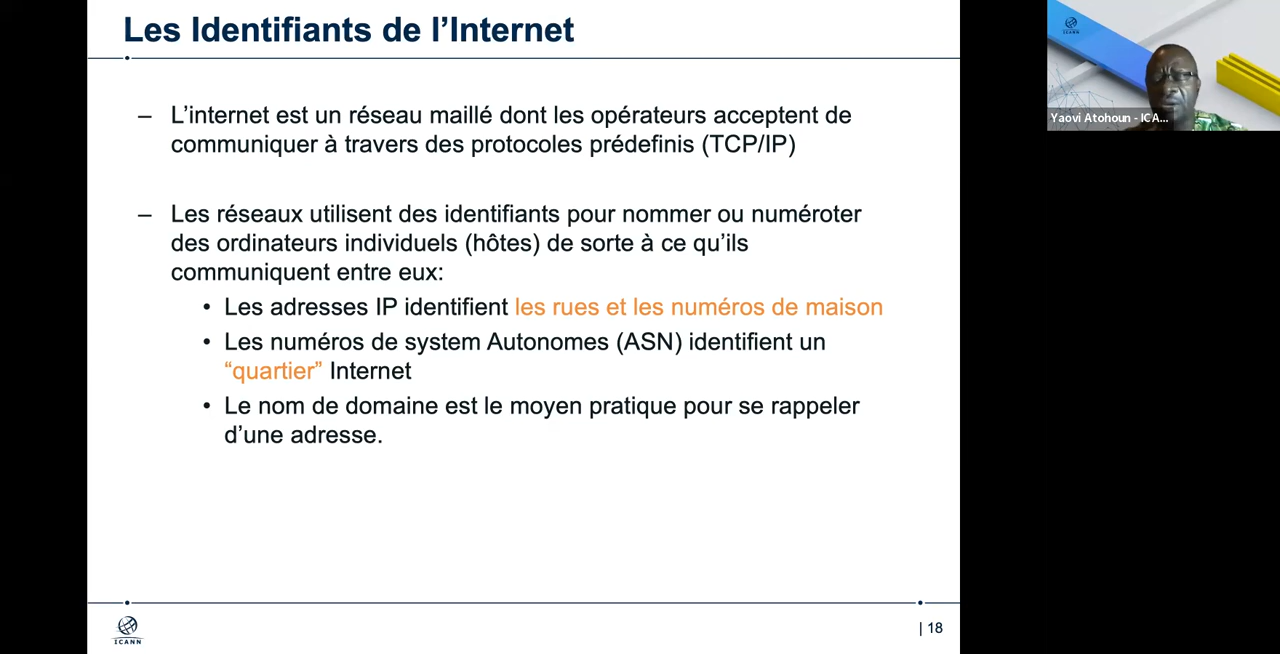 Les Identifiants de l’Internet
– L’internet est un réseau maillé dont les opérateurs acceptent de
communiquer à travers des protocoles prédefinis (TCP/IP)
– Les réseaux utilisent des identifiants pour nommer ou numéroter
des ordinateurs individuels (hôtes) de sorte à ce qu’ils
communiquent entre eux:
• Les adresses IP identifient les rues et les numéros de maison
• Les numéros de system Autonomes (ASN) identifient un
“quartier” Internet
• Le nom de domaine est le moyen pratique pour se rappeler
d’une adresse.
ICANN
| 18
ICANN
Yaovi Atohoun - ICA...